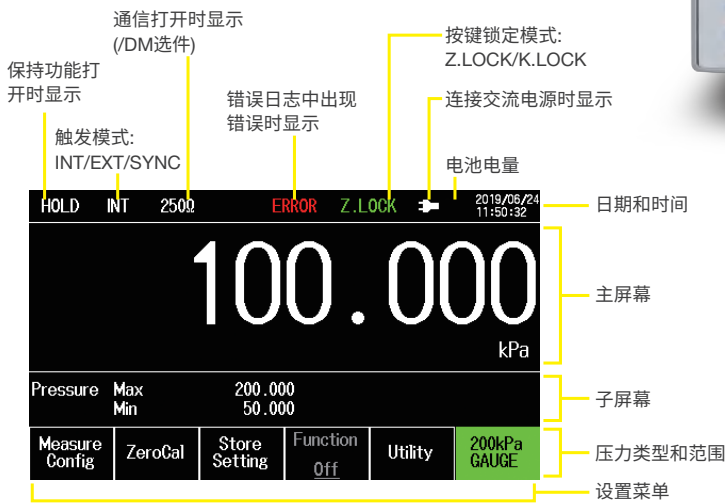 通信打开时显示
(/DM选件)
按键锁定模式:
Z.LOCK/K.LOCK
保持功能打
开时显示
错误日志中出现
错误时显示
连接交流电源时显示
触发模式:
INT/EXT/SYNC
电池电量
HOLD INT 250Ω ERROR Z.LOCK 2019/06/24
11:50:32
日期和时间
100.000
主屏幕
kPa
Pressure Max 200.000
Min 50.000
子屏幕
Measure
Config
ZeroCal
Store
Setting
Function
Off
Utility
200kPa
GAUGE
压力类型和范围
设置菜单